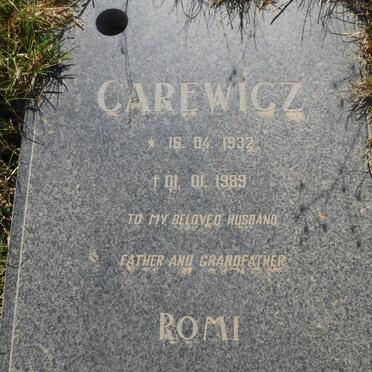 CAREWICZ
* 16. 04. 1932
† 01. 01. 1989
TO MY BELOVED HUSBAND
FATHER AND GRANDFATHER
ROMI